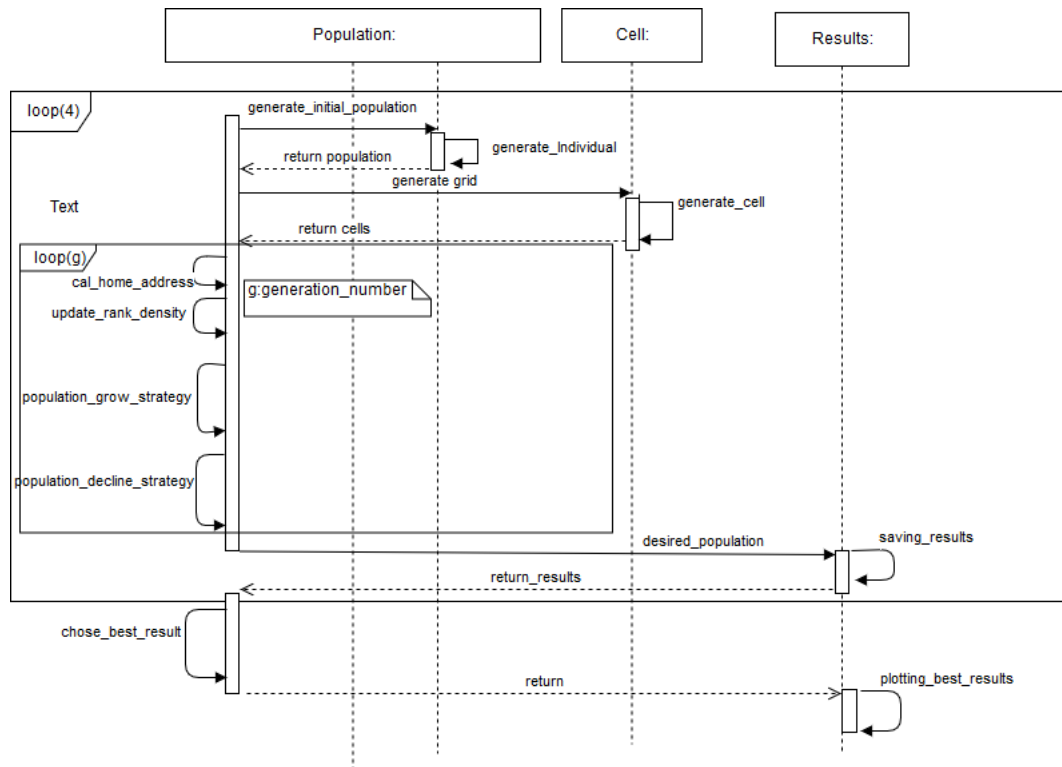 Population:
Cell:
Results:
loop(4)
generate_initial_population
generate_Individual
return population
generate grid
Text
generate_cell
return cells
loop(g)
cal_home_address
g:generation_number
update_rank_density
population_grow_strategy
population_decline_strategy
desired_population
saving_results
return_results
chose_best_result
return
plotting_best_results